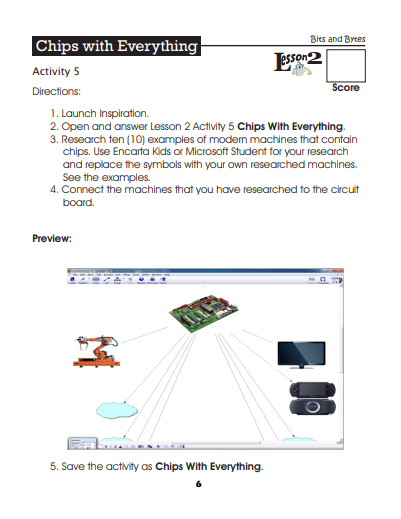 Bits and Bytes
Chips with Everything
Lesson 2
Activity 5
Score
Directions:
1. Launch Inspiration.
2. Open and answer Lesson 2 Activity 5 Chips With Everything.
3. Research ten (10) examples of modern machines that contain
chips. Use Encarta Kids or Microsoft Student for your research
and replace the symbols with your own researched machines.
See the examples.
4. Connect the machines that you have researched to the circuit
board.
Preview:
5. Save the activity as Chips With Everything.
6